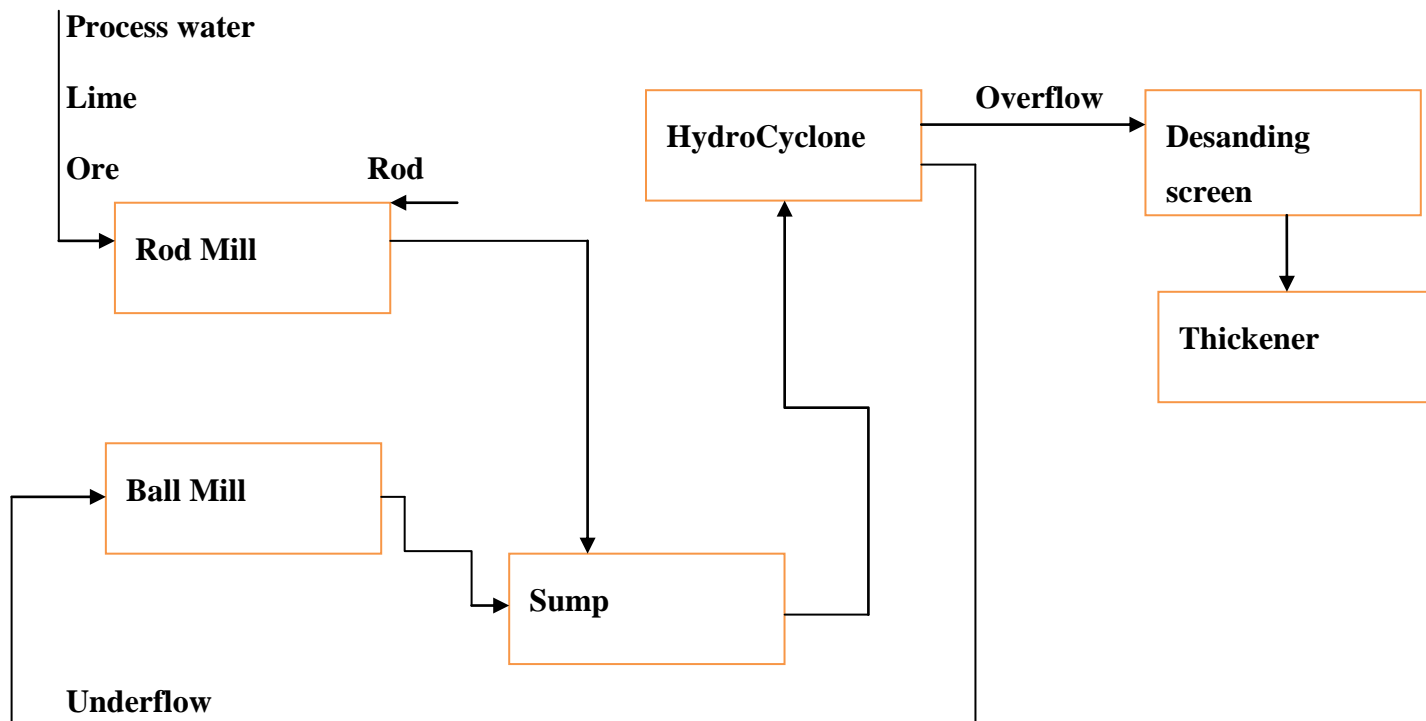 Process water
Lime
Ore
Rod
Rod Mill
HydroCyclone
Overflow
Desanding
screen
Thickener
Ball Mill
Sump
Underflow